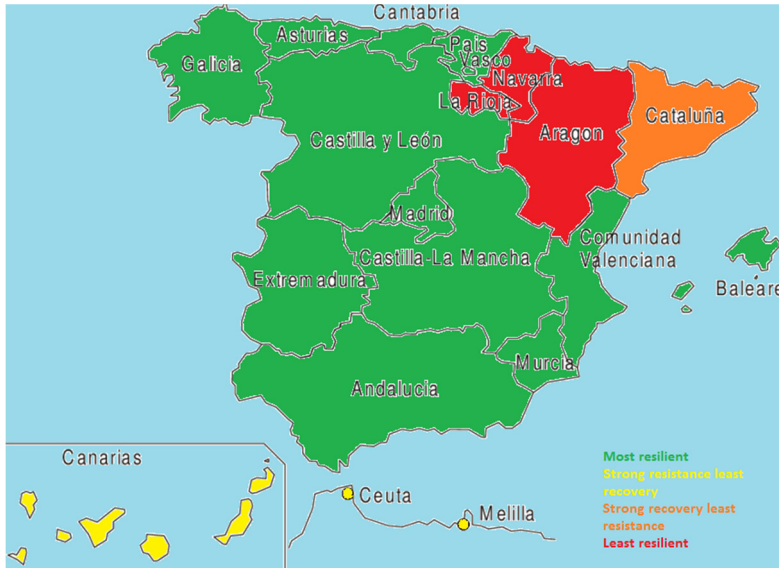 Cantabria
Asturias
País
Vasco
Galicia
Navarra
La Rioja
Cataluña
Aragon
Castilla y León
Madrid
Comunidad
Valenciana
Castilla-La Mancha
Extremadura
Baleare
Murcia
Andalucia
Canarias
Ceuta
Melilla
Most resilient
Strong resistance least
recovery
Strong recovery least
resistance
Least resilient